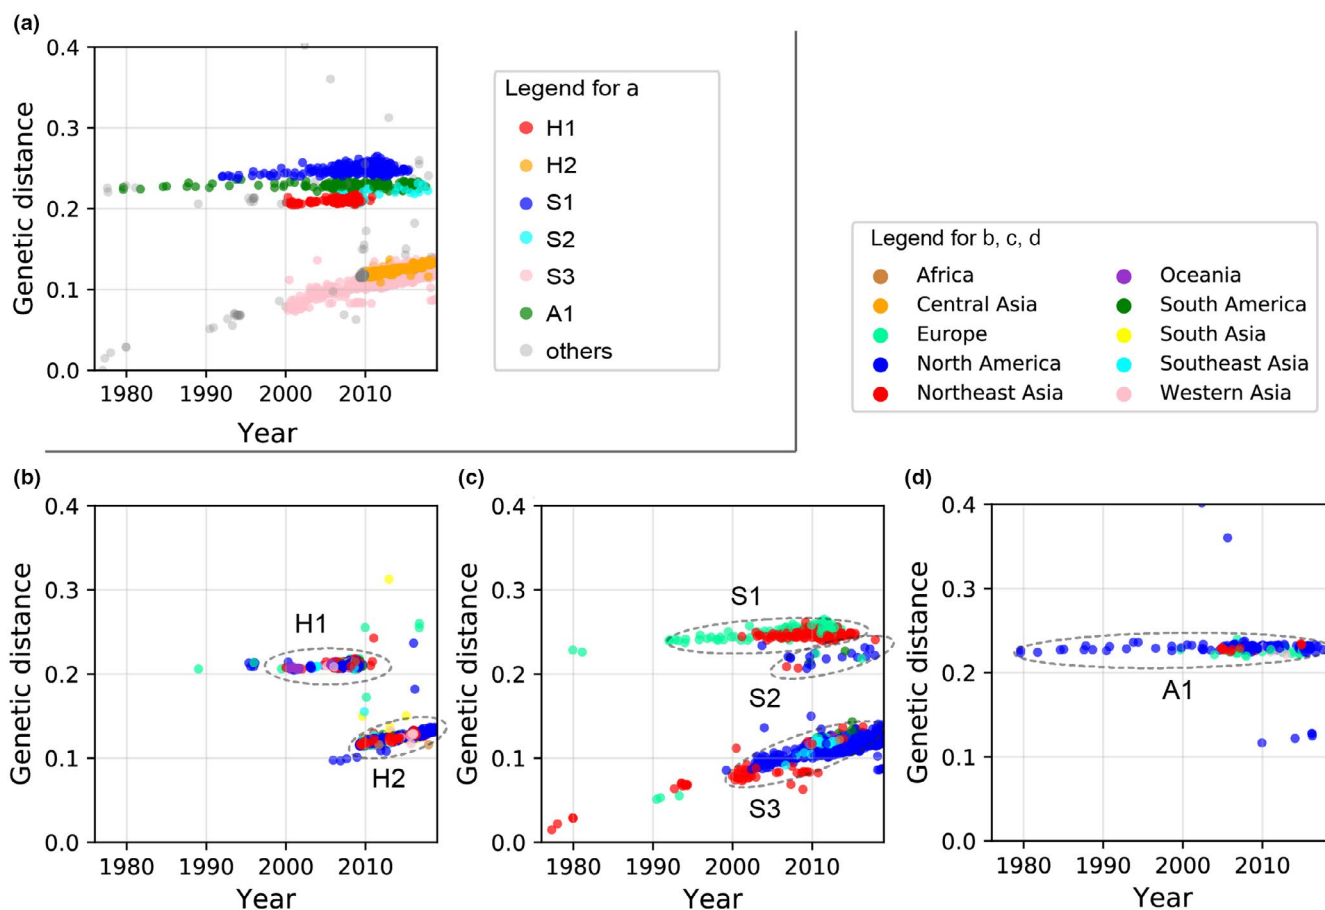 (a)
0.4
0.3
0.2
0.1
0.0
Genetic distance
1980 1990 2000 2010
Year
Legend for a
H1
H2
S1
S2
S3
A1
others
Legend for b, c, d
Africa
Central Asia
Europe
North America
Northeast Asia
Oceania
South America
South Asia
Southeast Asia
Western Asia
(b)
0.4
0.3
0.2
0.1
0.0
Genetic distance
H1
H2
1980 1990 2000 2010
Year
(c)
0.4
0.3
0.2
0.1
0.0
Genetic distance
S1
S2
S3
1980 1990 2000 2010
Year
(d)
0.4
0.3
0.2
0.1
0.0
Genetic distance
A1
1980 1990 2000 2010
Year